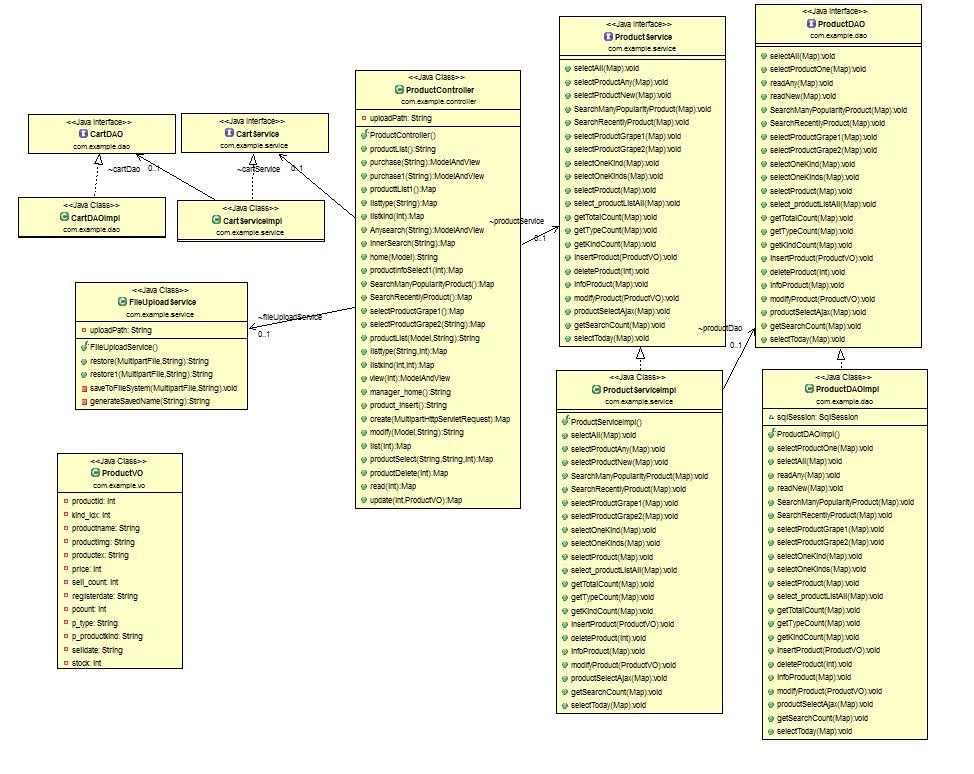 <<Java Interface>>
CartDAO
com.example.dao
<<Java Interface>>
CartService
com.example.service
~cartDao
0..1
~cartService
0..1
<<Java Class>>
CartDAOImpl
com.example.dao
<<Java Class>>
CartServiceImpl
com.example.service
<<Java Class>>
FileUploadService
com.example.service
uploadPath: String
FileUploadService()
restore(MultipartFile,String):String
restore1(MultipartFile,String):String
saveToFileSystem(MultipartFile,String):void
generateSavedName(String):String
~fileUploadService
0..1
<<Java Class>>
ProductVO
com.example.vo
productid: int
kind_idx: int
productname: String
productimg: String
productex: String
price: int
sell_count: int
registerdate: String
pcount: int
p_type: String
p_productkind: String
selldate: String
stock: int
<<Java Class>>
ProductController
com.example.controller
uploadPath: String
ProductController()
productList():String
purchase(String):ModelAndView
purchase1(String):ModelAndView
producttList1():Map
listtype(String):Map
listkind(int):Map
Anysearch(String):ModelAndView
InnerSearch(String):Map
home(Model):String
productInfoSelect1(int):Map
SearchManyPopularityProduct():Map
SearchRecentlyProduct():Map
selectProductGrape1():Map
selectProductGrape2(String):Map
productList(Model,String):String
listtype(String,int):Map
listkind(int,int):Map
view(int):ModelAndView
manager_home():String
product_insert():String
create(MultipartHttpServletRequest):Map
modify(Model,String):String
list(int):Map
productSelect(String,String,int):Map
productDelete(int):Map
read(int):Map
update(int,ProductVO):Map
~productService
0..1
<<Java Interface>>
ProductService
com.example.service
selectAll(Map):void
selectProductAny(Map):void
selectProductNew(Map):void
SearchManyPopularityProduct(Map):void
SearchRecentlyProduct(Map):void
selectProductGrape1(Map):void
selectProductGrape2(Map):void
selectOneKind(Map):void
selectOneKinds(Map):void
selectProduct(Map):void
select_productListAll(Map):void
getTotalCount(Map):void
getTypeCount(Map):void
getKindCount(Map):void
insertProduct(ProductVO):void
deleteProduct(int):void
infoProduct(Map):void
modifyProduct(ProductVO):void
productSelectAjax(Map):void
getSearchCount(Map):void
selectToday(Map):void
<<Java Class>>
ProductServiceImpl
com.example.service
ProductServiceImpl()
selectAll(Map):void
selectProductAny(Map):void
selectProductNew(Map):void
SearchManyPopularityProduct(Map):void
SearchRecentlyProduct(Map):void
selectProductGrape1(Map):void
selectProductGrape2(Map):void
selectOneKind(Map):void
selectOneKinds(Map):void
selectProduct(Map):void
select_productListAll(Map):void
getTotalCount(Map):void
getTypeCount(Map):void
getKindCount(Map):void
insertProduct(ProductVO):void
deleteProduct(int):void
infoProduct(Map):void
modifyProduct(ProductVO):void
productSelectAjax(Map):void
getSearchCount(Map):void
selectToday(Map):void
~productDao
0..1
<<Java Interface>>
ProductDAO
com.example.dao
selectAll(Map):void
selectProductOne(Map):void
readAny(Map):void
readNew(Map):void
SearchManyPopularityProduct(Map):void
SearchRecentlyProduct(Map):void
selectProductGrape1(Map):void
selectProductGrape2(Map):void
selectOneKind(Map):void
selectOneKinds(Map):void
selectProduct(Map):void
select_productListAll(Map):void
getTotalCount(Map):void
getTypeCount(Map):void
getKindCount(Map):void
insertProduct(ProductVO):void
deleteProduct(int):void
infoProduct(Map):void
modifyProduct(ProductVO):void
productSelectAjax(Map):void
getSearchCount(Map):void
selectToday(Map):void
<<Java Class>>
ProductDAOImpl
com.example.dao
sqlSession: SqlSession
ProductDAOImpl()
selectProductOne(Map):void
selectAll(Map):void
readAny(Map):void
readNew(Map):void
SearchManyPopularityProduct(Map):void
SearchRecentlyProduct(Map):void
selectProductGrape1(Map):void
selectProductGrape2(Map):void
selectOneKind(Map):void
selectOneKinds(Map):void
selectProduct(Map):void
select_productListAll(Map):void
getTotalCount(Map):void
getTypeCount(Map):void
getKindCount(Map):void
insertProduct(ProductVO):void
deleteProduct(int):void
infoProduct(Map):void
modifyProduct(ProductVO):void
productSelectAjax(Map):void
getSearchCount(Map):void
selectToday(Map):void